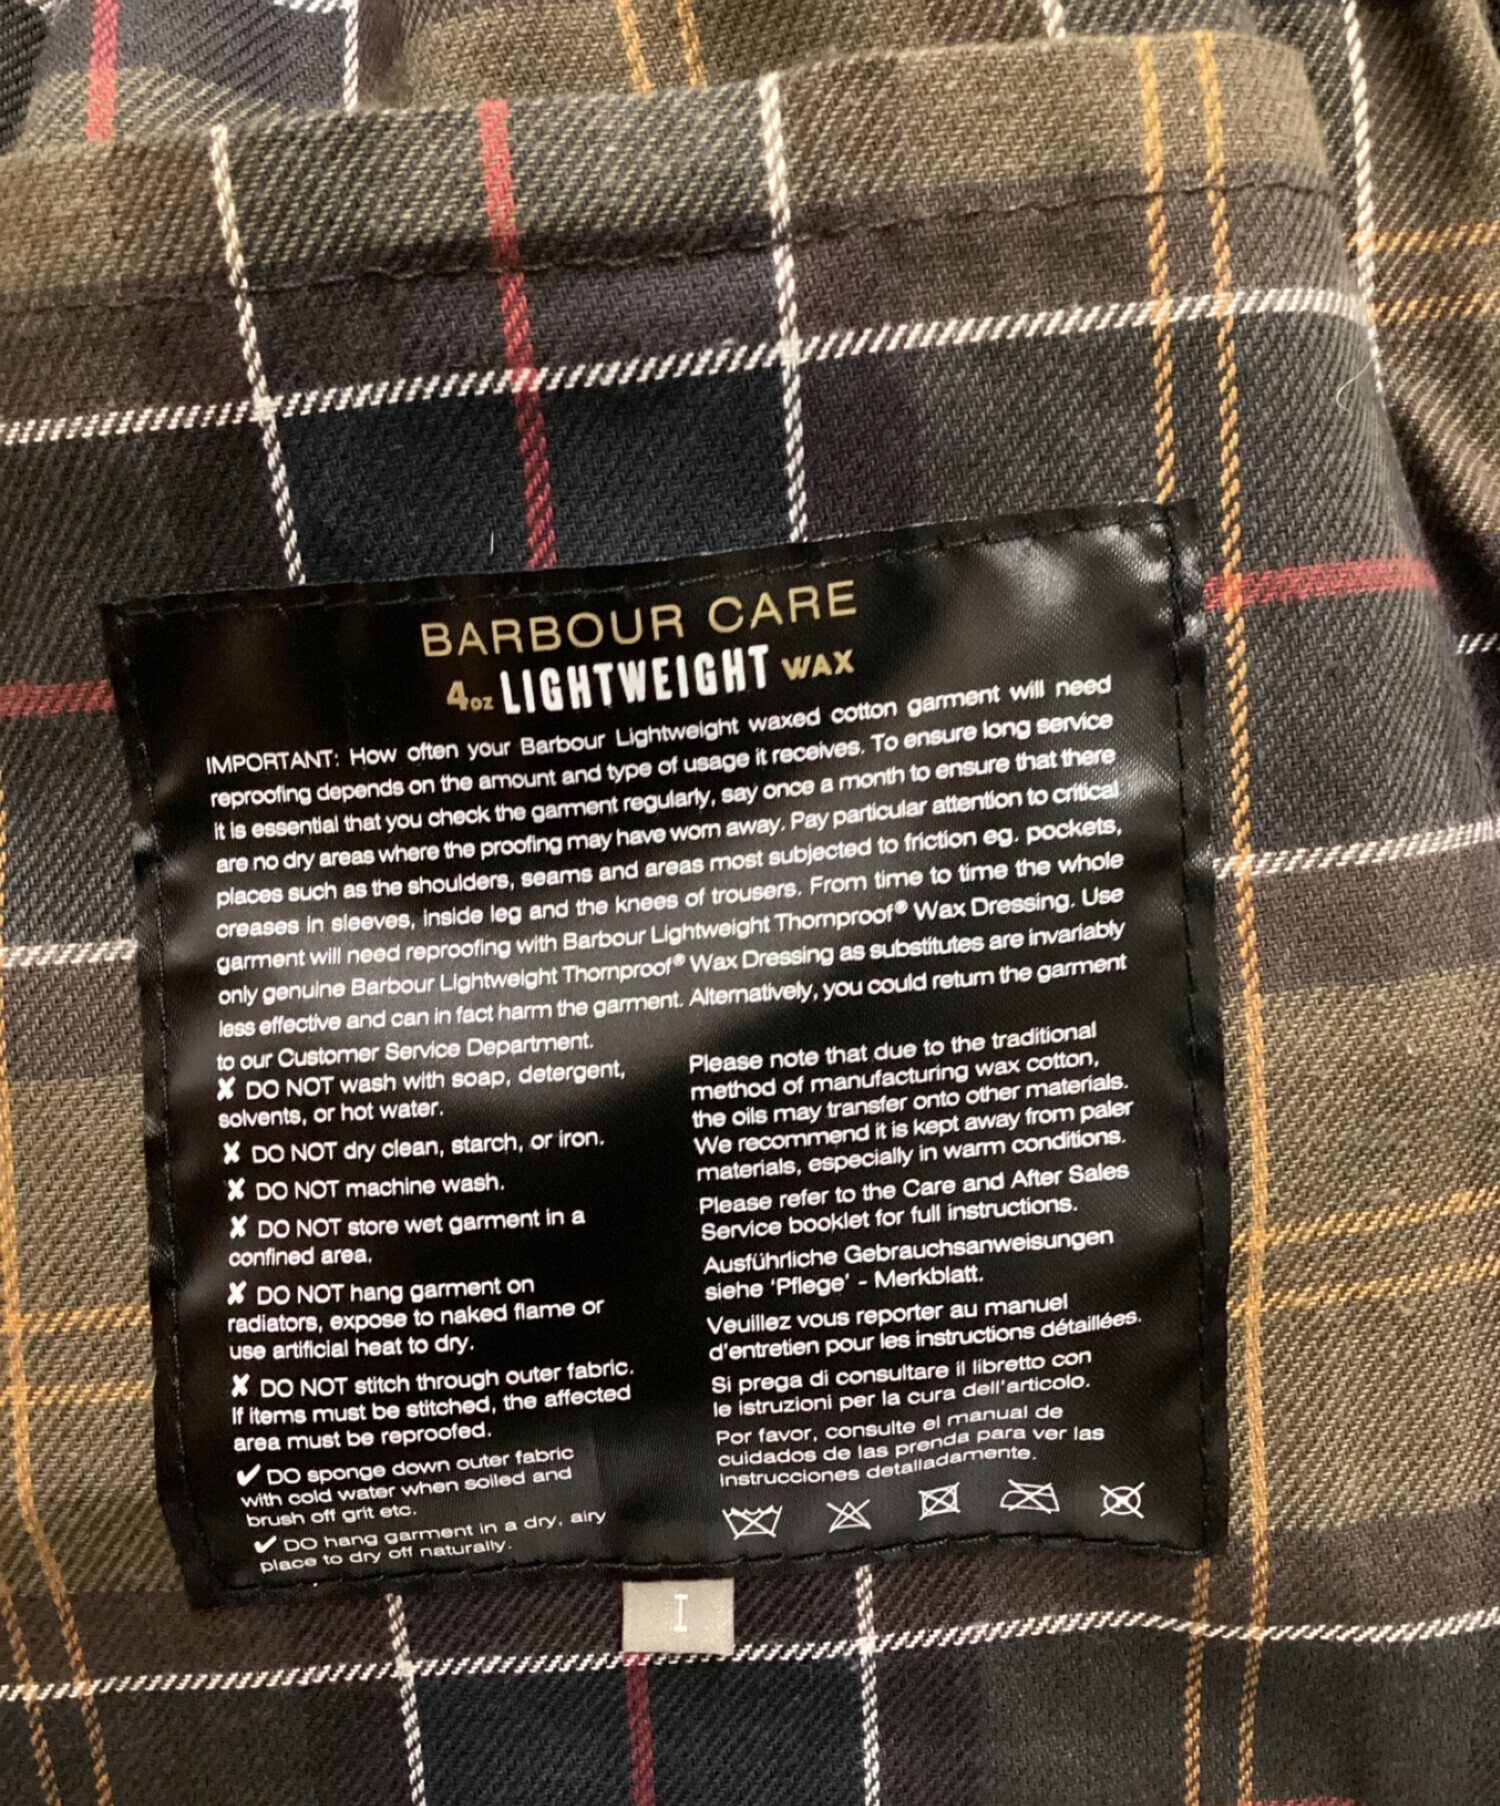 BARBOUR CARE
4oz LIGHTWEIGHT WAX
IMPORTANT: How often your Barbour Lightweight waxed cotton garment will need
reproofing depends on the amount and type of usage it receives. To ensure long service
it is essential that you check the garment regularly, say once a month to ensure that there
are no dry areas where the proofing may have worn away. Pay particular attention to critical
places such as the shoulders, seams and areas most subjected to friction eg. pockets,
creases in sleeves, inside leg and the knees of trousers. From time to time the whole
garment will need reproofing with Barbour Lightweight Thornproof® Wax Dressing. Use
only genuine Barbour Lightweight Thornproof® Wax Dressing as substitutes are invariably
less effective and can in fact harm the garment. Alternatively, you could return the garment
to our Customer Service Department.
✘ DO NOT wash with soap, detergent,
solvents, or hot water.
✘ DO NOT dry clean, starch, or iron.
✘ DO NOT machine wash.
✘ DO NOT store wet garment in a
confined area.
✘ DO NOT hang garment on
radiators, expose to naked flame or
use artificial heat to dry.
✘ DO NOT stitch through outer fabric.
If items must be stitched, the affected
area must be reproofed.
✔ DO sponge down outer fabric
with cold water when soiled and
brush off grit etc.
✔ DO hang garment in a dry, airy
place to dry off naturally.
Please note that due to the traditional
method of manufacturing wax cotton,
the oils may transfer onto other materials.
We recommend it is kept away from paler
materials, especially in warm conditions.
Please refer to the Care and After Sales
Service booklet for full instructions.
Ausführliche Gebrauchsanweisungen
siehe 'Pflege' - Merkblatt.
Veuillez vous reporter au manuel
d'entretien pour les instructions détaillées.
Si prega di consultare il libretto con
le istruzioni per la cura dell'articolo.
Por favor, consulte el manual de
cuidados de las prenda para ver las
instrucciones detalladamente.
I